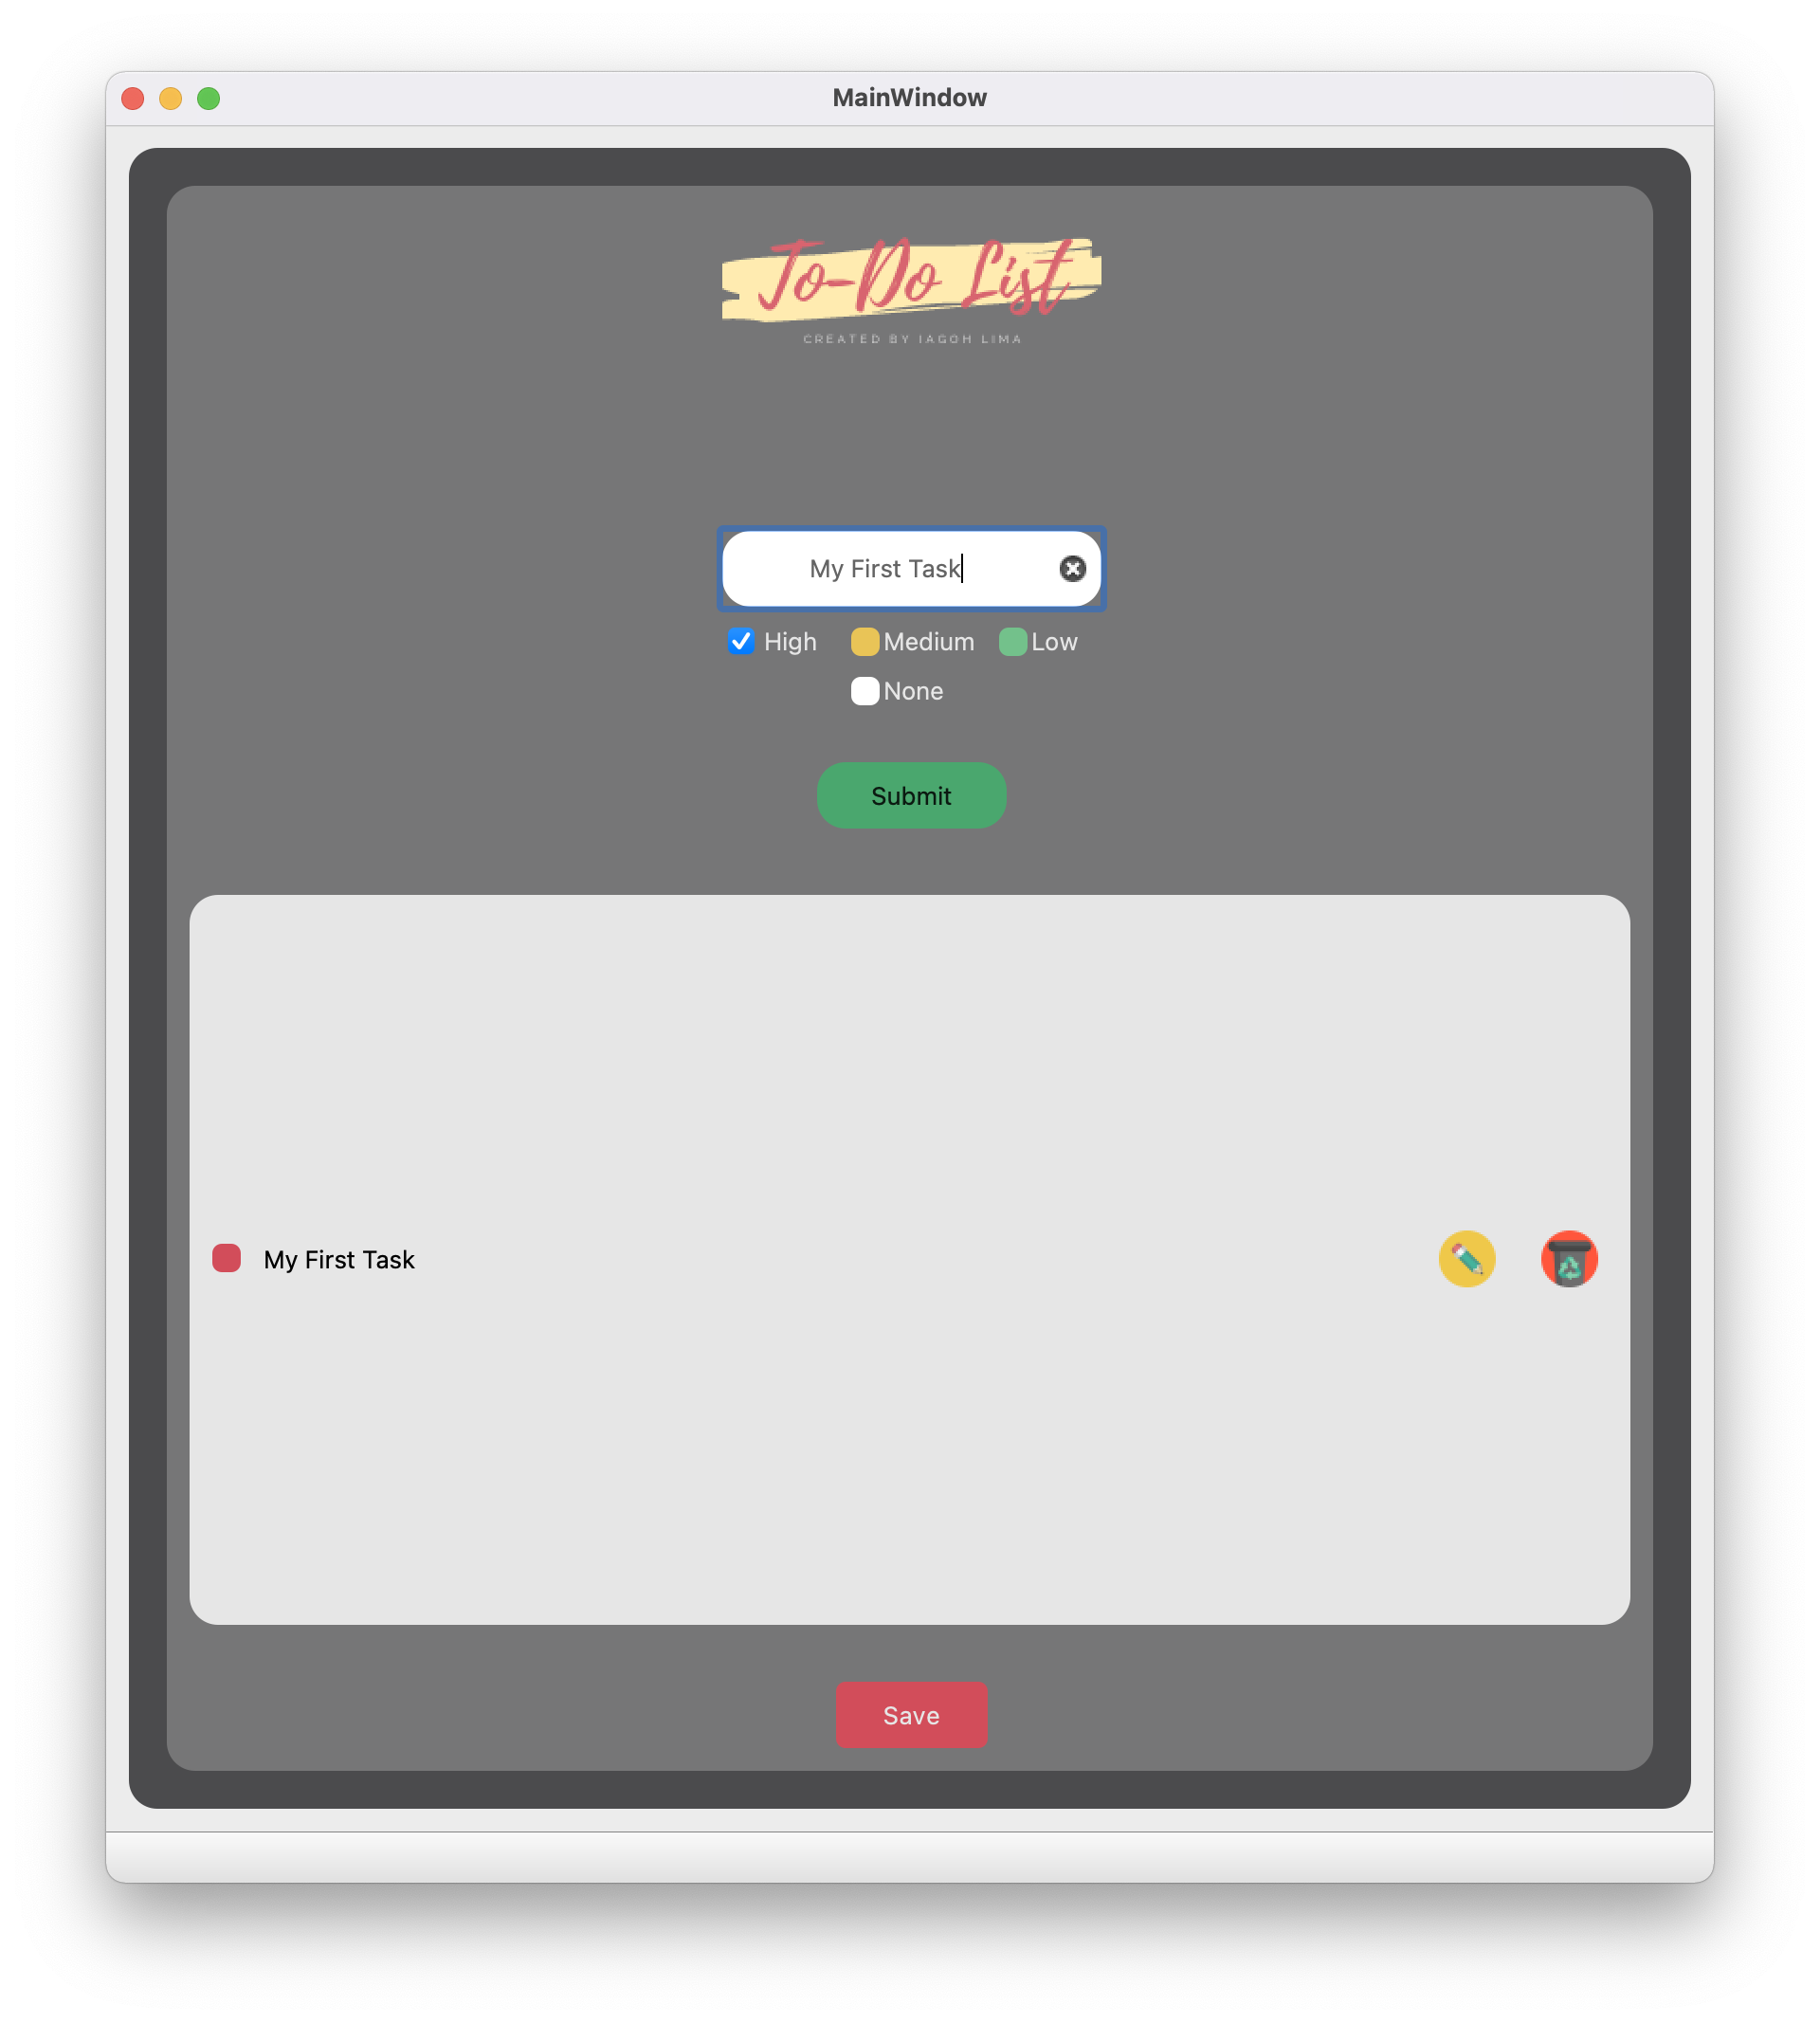 MainWindow
To-Do List
CREATED BY IAGOH LIMA
My First Task
High Medium Low
None
Submit
My First Task
Save